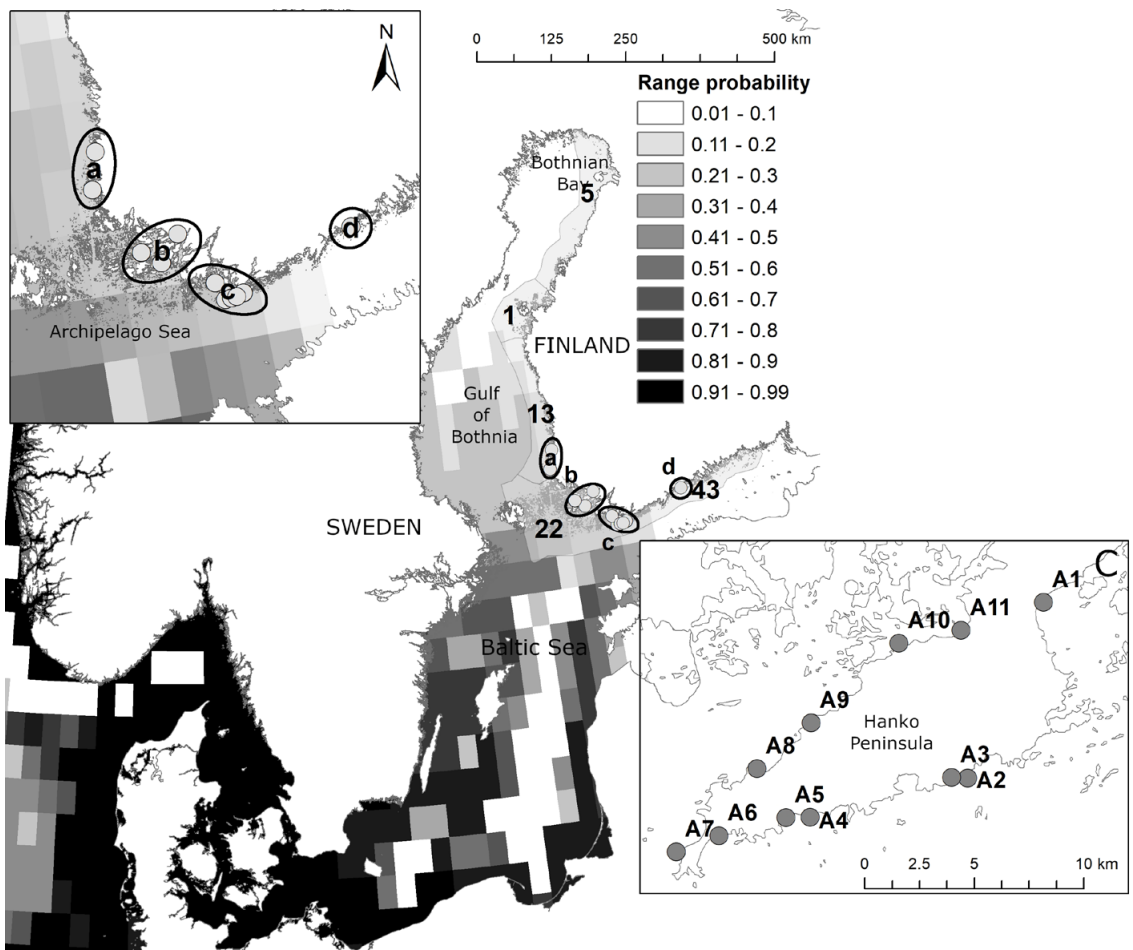 N
a
b
c
d
Archipelago Sea
0 125 250 500 km
Range probability
0.01 - 0.1
0.11 - 0.2
0.21 - 0.3
0.31 - 0.4
0.41 - 0.5
0.51 - 0.6
0.61 - 0.7
0.71 - 0.8
0.81 - 0.9
0.91 - 0.99
Bothnian
Bay
5
1
FINLAND
Gulf
of
Bothnia
13
a
b
d
43
22
c
SWEDEN
Baltic Sea
C
A1
A11
A10
A9
Hanko
Peninsula
A8
A3
A2
A5
A4
A6
A7
0 2.5 5 10 km